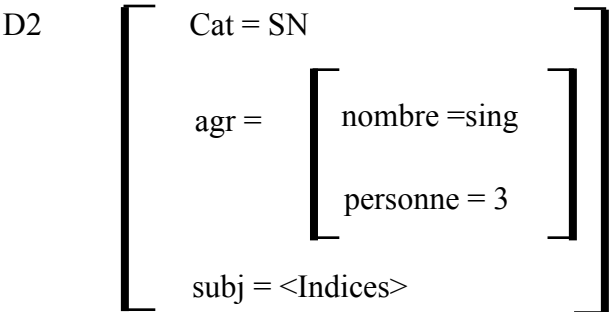 D2 Cat = SN
agr = nombre =sing
personne = 3
subj = <Indices>